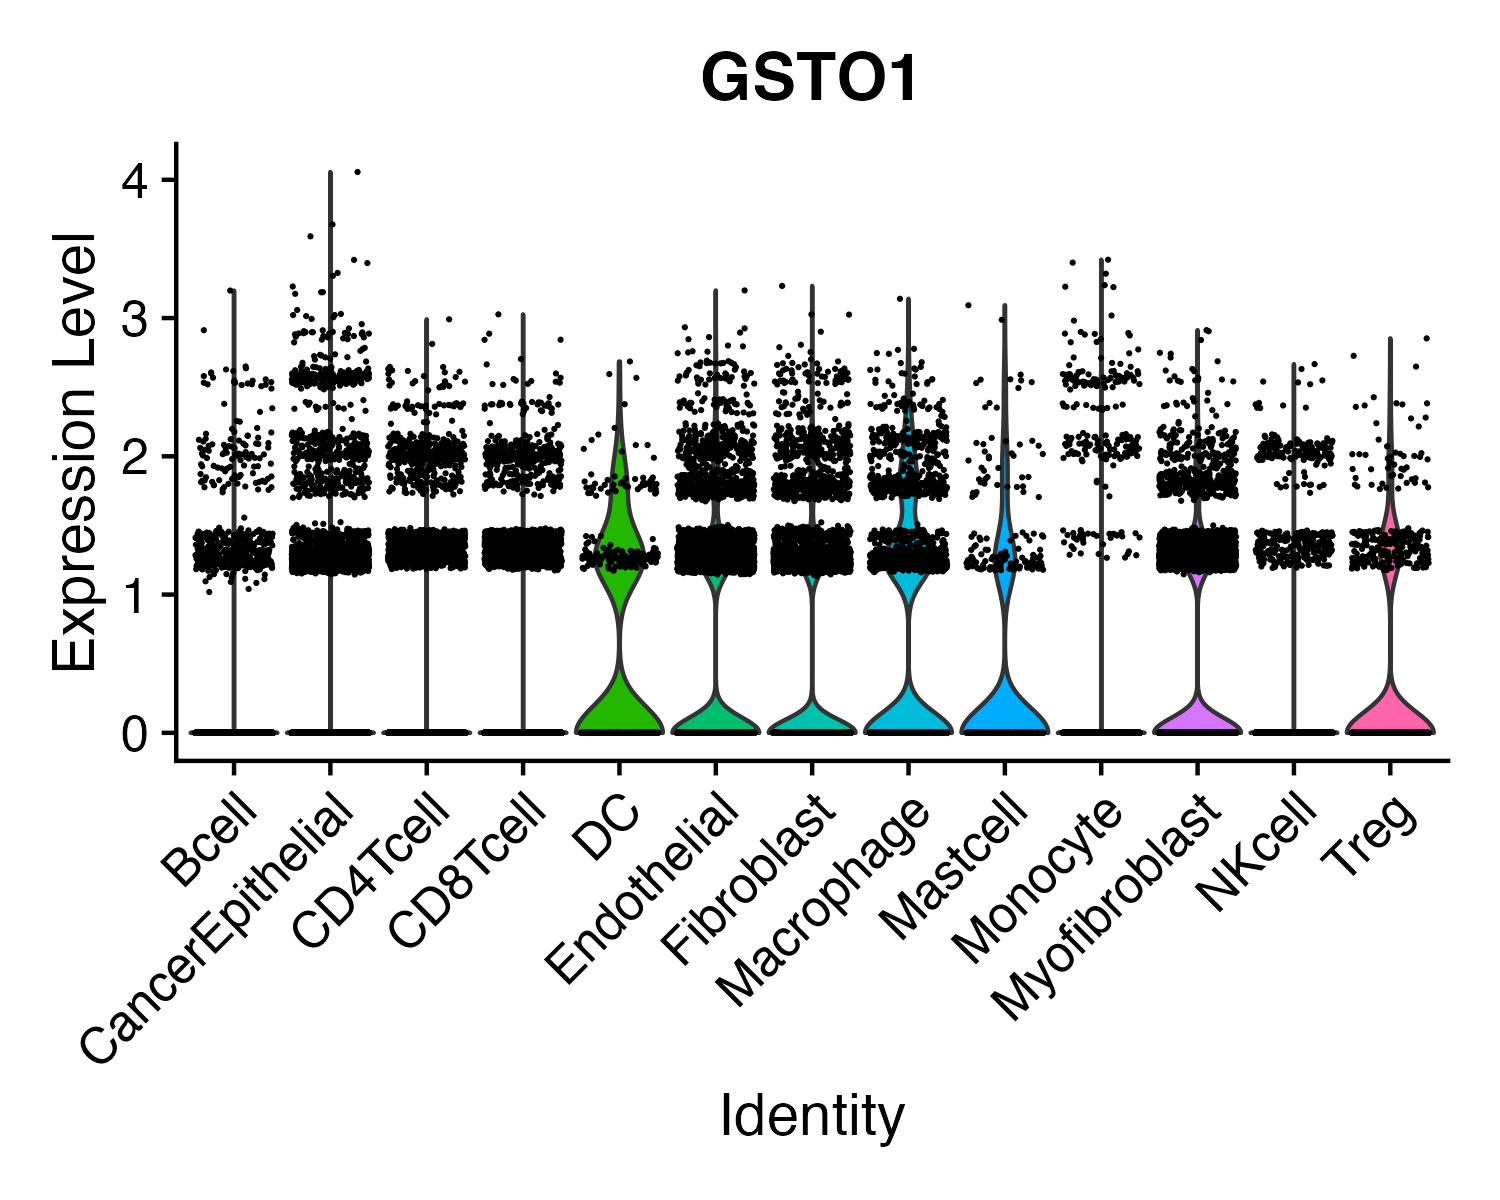 GSTO1
Expression Level
4
3
2
1
0
Bcell
CancerEpithelial
CD4Tcell
CD8Tcell
DC
Endothelial
Fibroblast
Macrophage
Mastcell
Monocyte
Myofibroblast
NKcell
Treg
Identity